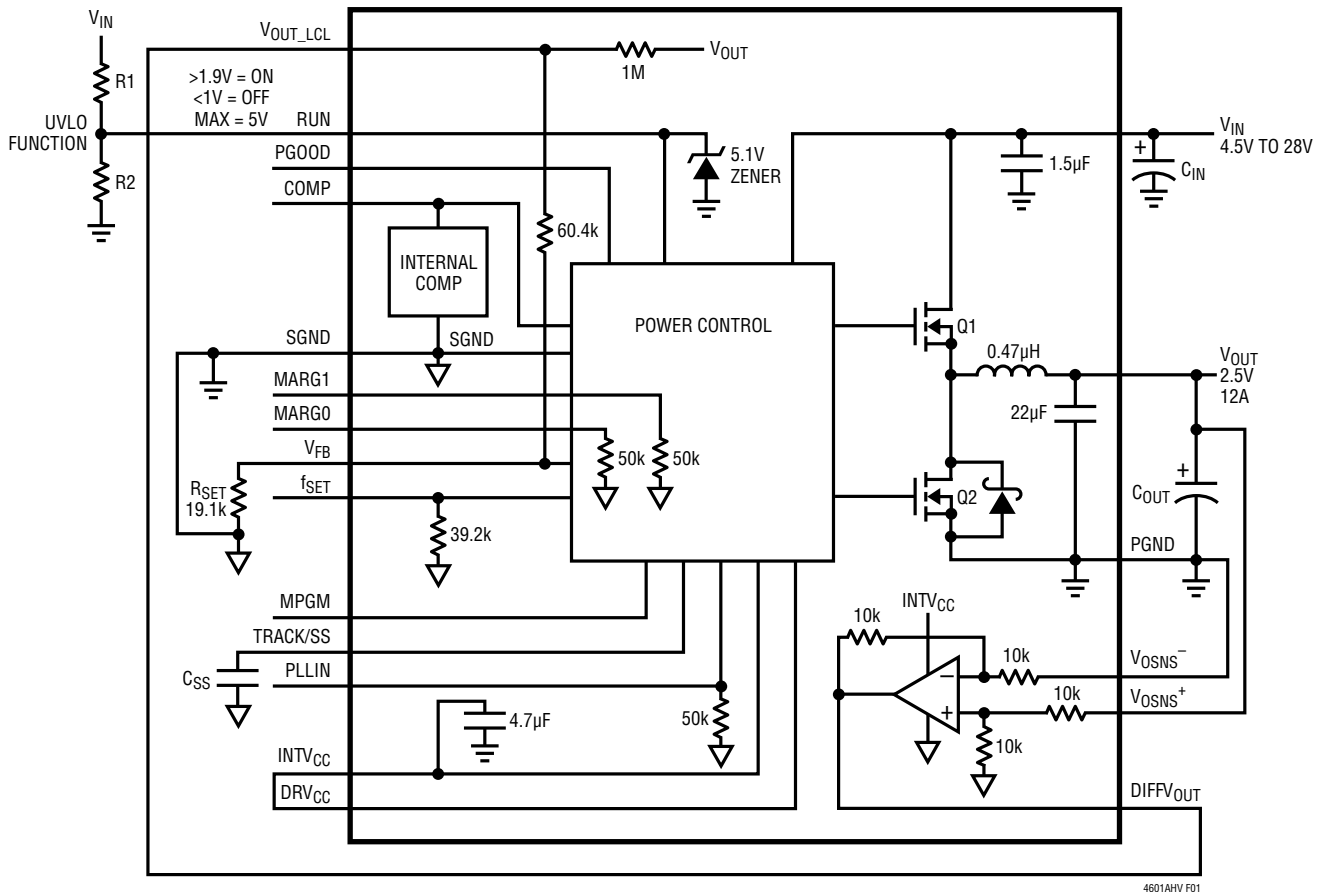 VIN
R1
UVLO
FUNCTION
R2
>1.9V = ON
<1V = OFF
MAX = 5V
VOUT_LCL
RUN
PGOOD
COMP
SGND
MARG1
MARG0
VFB
fSET
RSET
19.1k
MPGM
TRACK/SS
CSS
PLLIN
INTVCC
DRVCC
1M
VOUT
5.1V
ZENER
60.4k
INTERNAL
COMP
SGND
POWER CONTROL
50k
50k
39.2k
4.7µF
50k
1.5µF
CIN
VIN
4.5V TO 28V
Q1
0.47µH
22µF
VOUT
2.5V
12A
Q2
COUT
PGND
INTVCC
10k
10k
10k
10k
–
+
+
+
VOSNS–
VOSNS+
DIFFVOUT
4601AHV F01